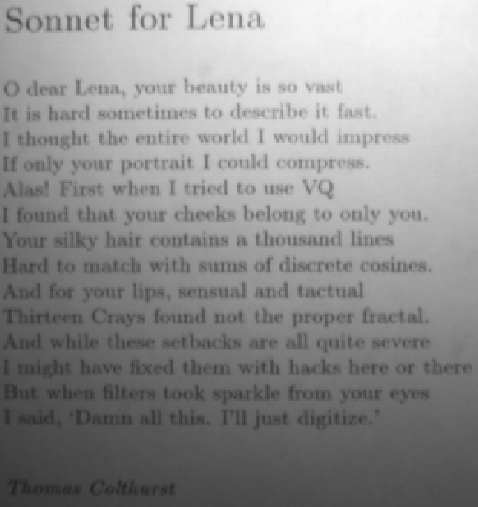 Sonnet for Lena
O dear Lena, your beauty is so vast
It is hard sometimes to describe it fast.
I thought the entire world I would impress
If only your portrait I could compress.
Alas! First when I tried to use VQ
I found that your cheeks belong to only you.
Your silky hair contains a thousand lines
Hard to match with sums of discrete cosines.
And for your lips, sensual and tactual
Thirteen Crays found not the proper fractal.
And while these setbacks are all quite severe
I might have fixed them with hacks here or there
But when filters took sparkle from your eyes
I said, 'Damn all this. I'll just digitize.'
Thomas Colthurst